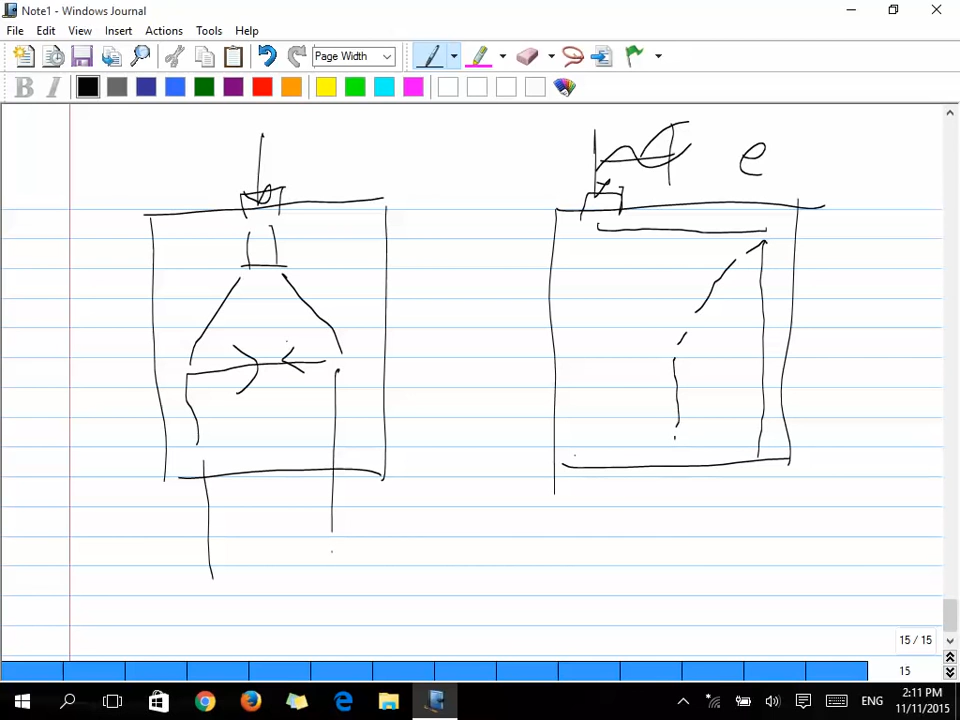 Note1 - Windows Journal
File Edit View Insert Actions Tools Help
Page Width
B I
e
15 / 15
15
ENG
2:11 PM
11/11/2015